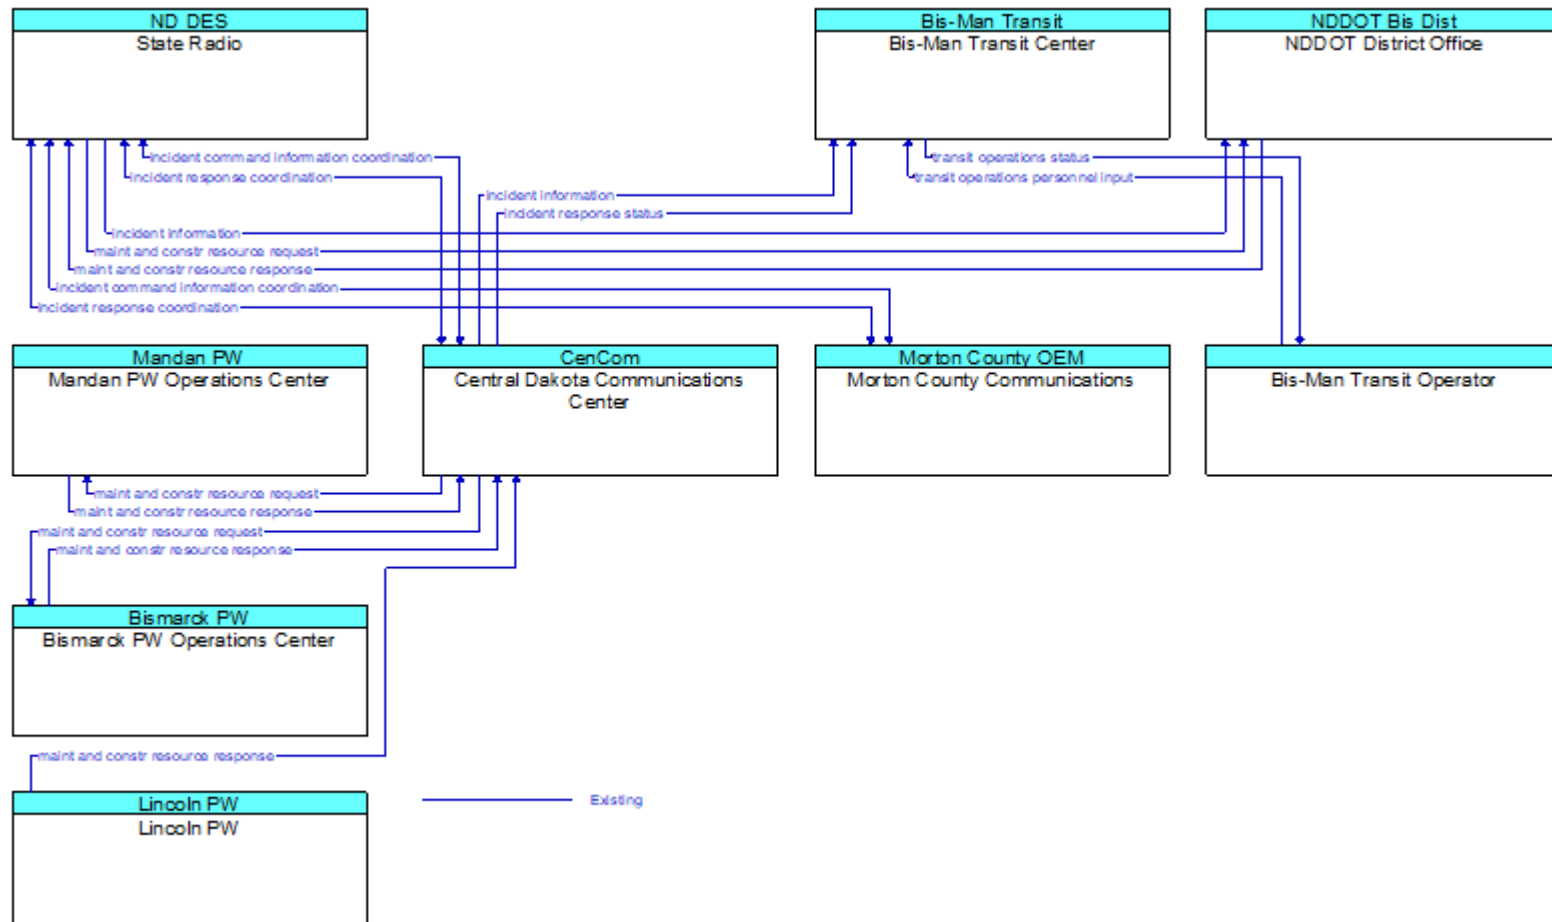 ND DES
State Radio
Bis-Man Transit
Bis-Man Transit Center
NDDOT Bis Dist
NDDOT District Office
incident command information coordination
incident response coordination
transit operations status
transit operations personnel input
incident information
incident response status
incident information
maint and constr resource request
maint and constr resource response
incident command information coordination
incident response coordination
Mandan PW
Mandan PW Operations Center
CenCom
Central Dakota Communications
Center
Morton County OEM
Morton County Communications
Bis-Man Transit Operator
maint and constr resource request
maint and constr resource response
maint and constr resource request
maint and constr resource response
Bismarck PW
Bismarck PW Operations Center
maint and constr resource response
Lincoln PW
Lincoln PW
Existing